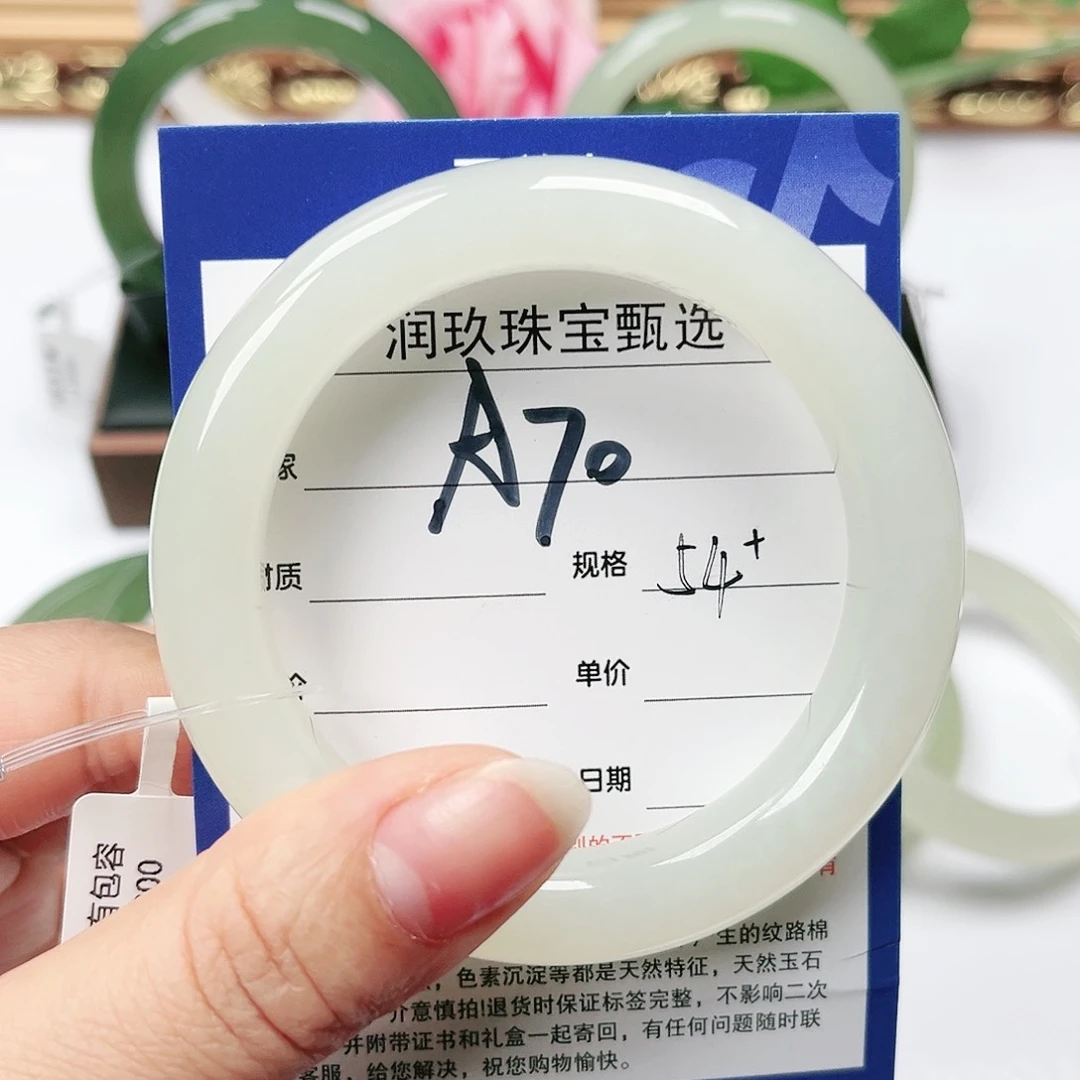 润玖珠宝甄选
A70
家
材质
规格 54+
单价
日期
有包容
00
生的纹路棉
，色素沉淀等都是天然特征，天然玉石
介意慎拍!退货时保证标签完整，不影响二次
并附带证书和礼盒一起寄回，有任何问题随时联
客服，给您解决，祝您购物愉快。